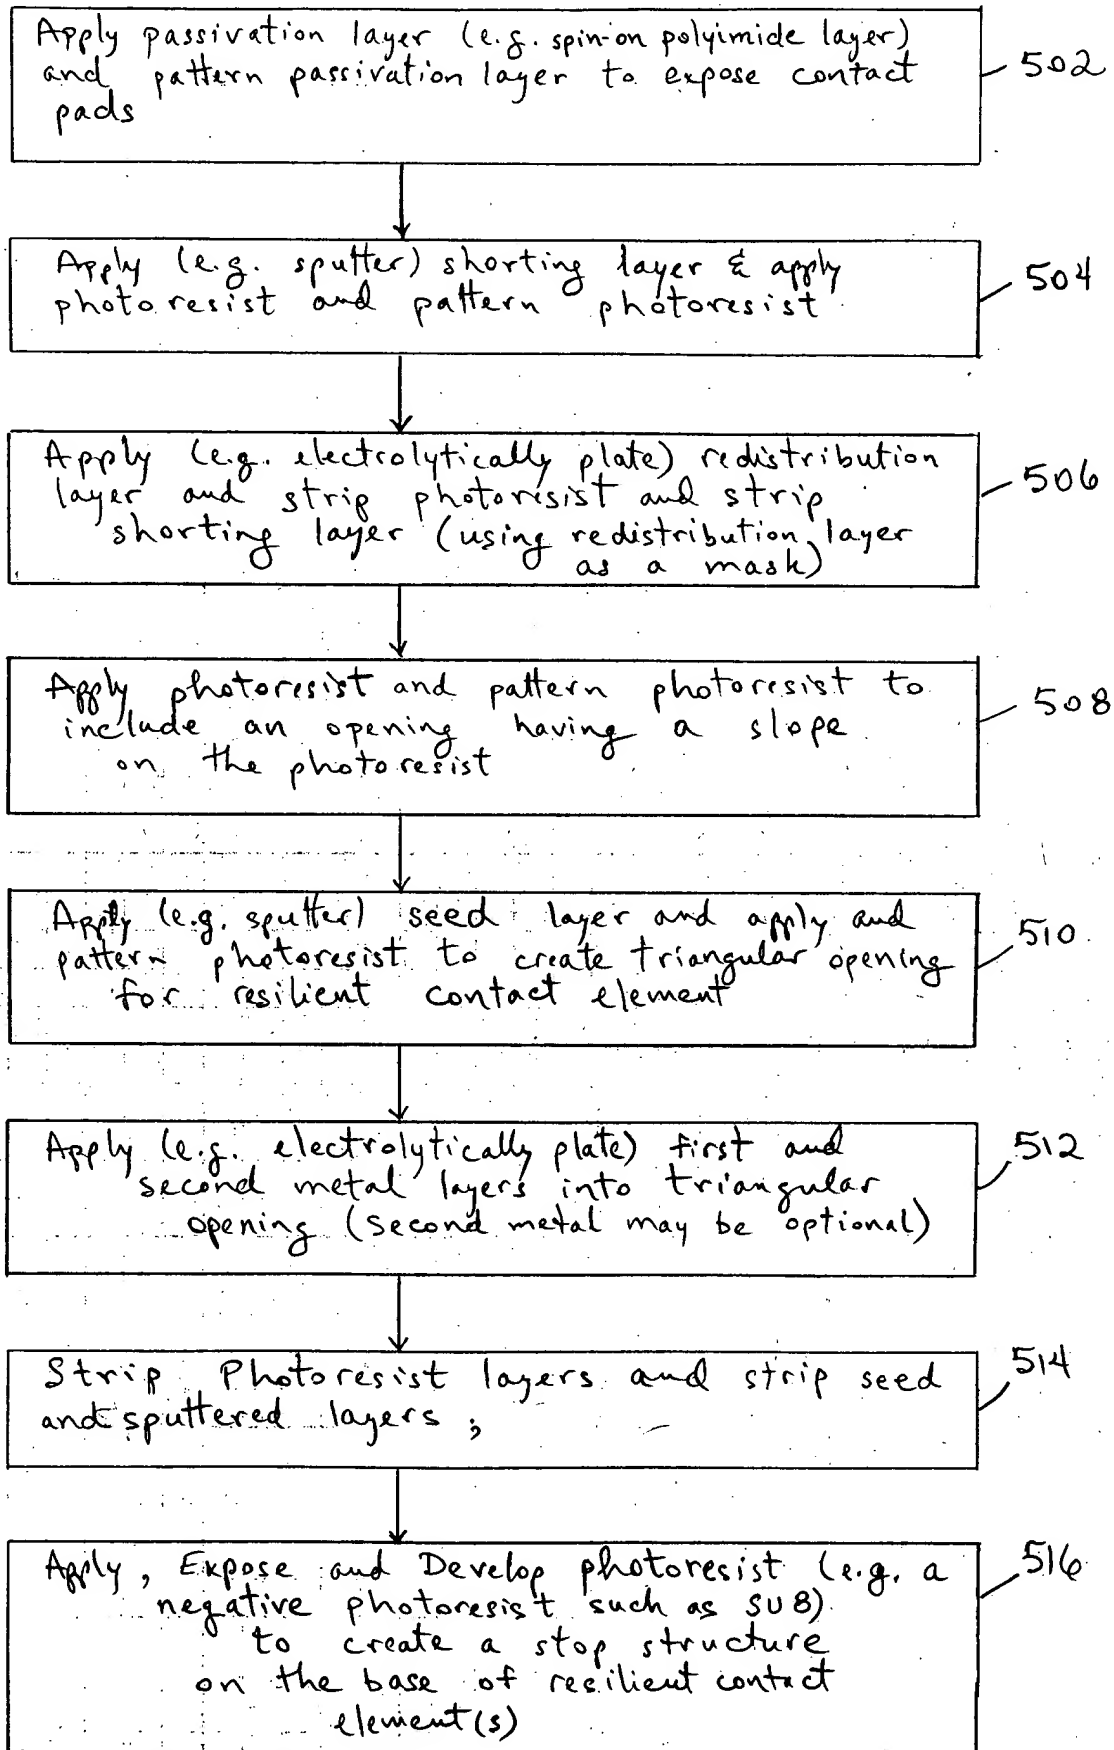 Apply passivation layer (e.g. spin-on polyimide layer)
and pattern passivation layer to expose contact
pads
502
Apply (e.g. sputter) shorting layer & apply
photoresist and pattern photoresist
504
Apply (e.g. electrolytically plate) redistribution
layer and strip photoresist and strip
shorting layer (using redistribution layer
as a mask)
506
Apply photoresist and pattern photoresist to
include an opening having a slope
on the photoresist
508
Apply (e.g. sputter) seed layer and apply and
pattern photoresist to create triangular opening
for resilient contact element
510
Apply (e.g. electrolytically plate) first and
second metal layers into triangular
opening (second metal may be optional)
512
Strip Photoresist layers and strip seed
and sputtered layers ;
514
Apply, Expose and Develop photoresist (e.g. a
negative photoresist such as SU8)
to create a stop structure
on the base of resilient contact
element(s)
516